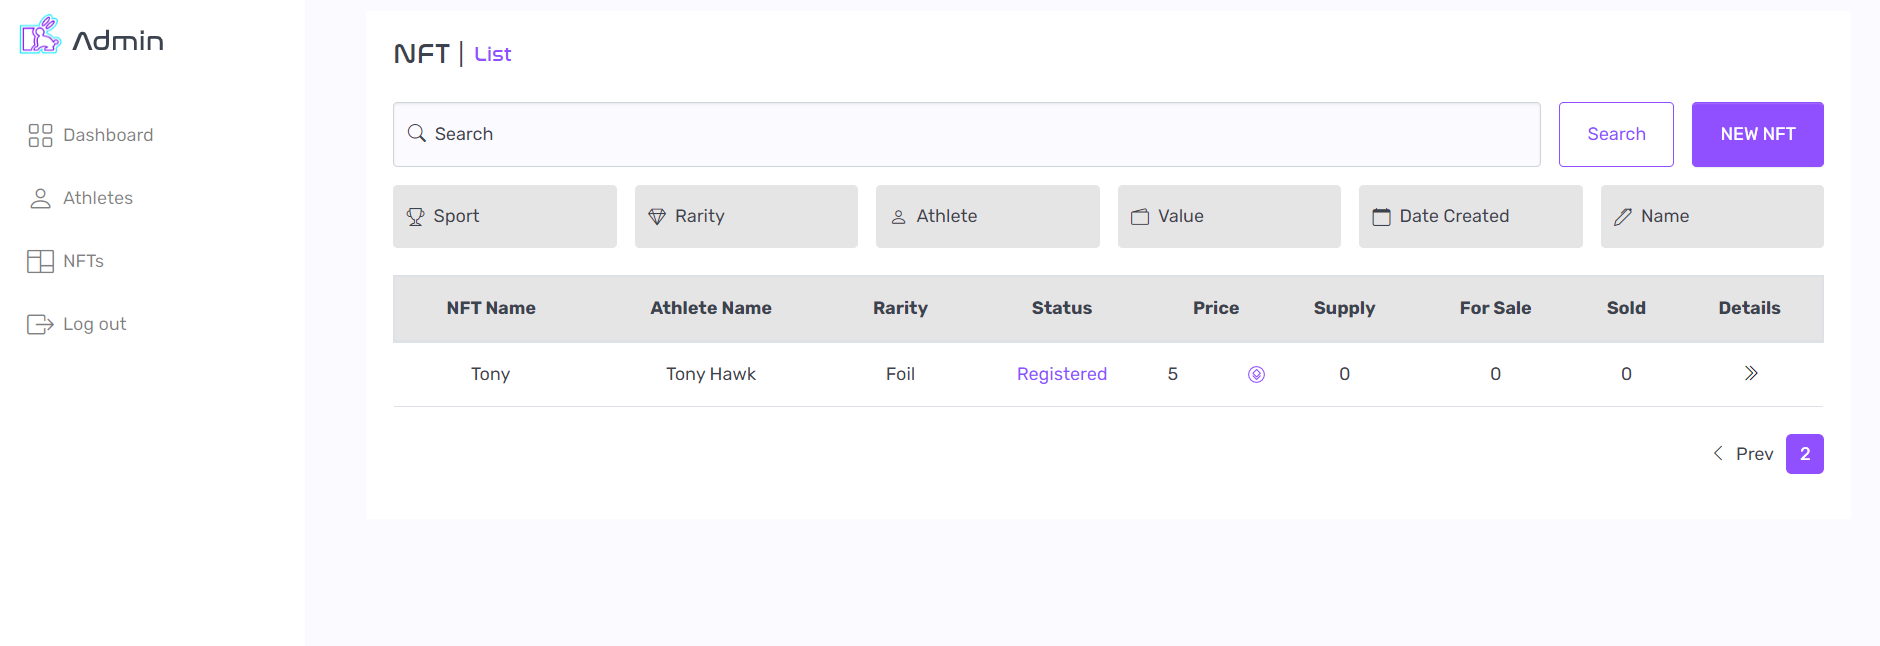 Admin
Dashboard
Athletes
NFTs
Log out
NFT | List
Search
Search
NEW NFT
Sport
Rarity
Athlete
Value
Date Created
Name
NFT Name Athlete Name Rarity Status Price Supply For Sale Sold Details
Tony Tony Hawk Foil Registered 5 0 0 0
Prev 2